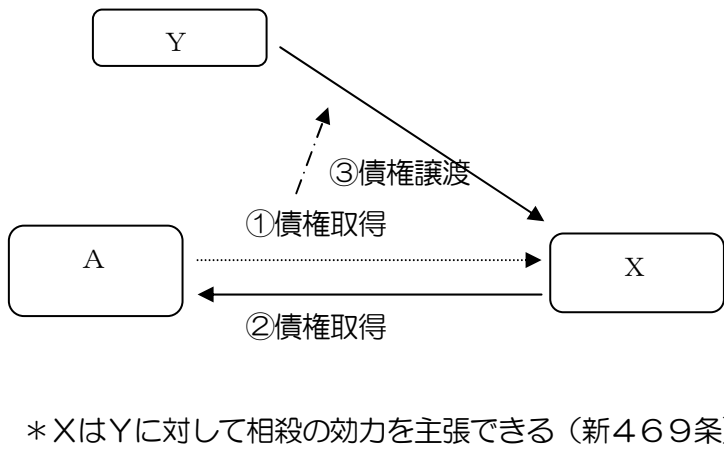 Y
③債権譲渡
①債権取得
A
X
②債権取得
＊XはYに対して相殺の効力を主張できる（新４６９条）